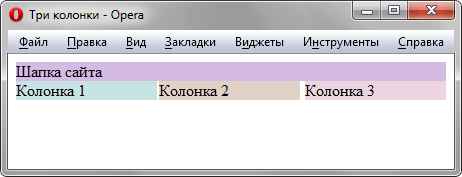 Три колонки - Opera
Файл Правка Вид Закладки Виджеты Инструменты Справка
Шапка сайта
Колонка 1 Колонка 2 Колонка 3